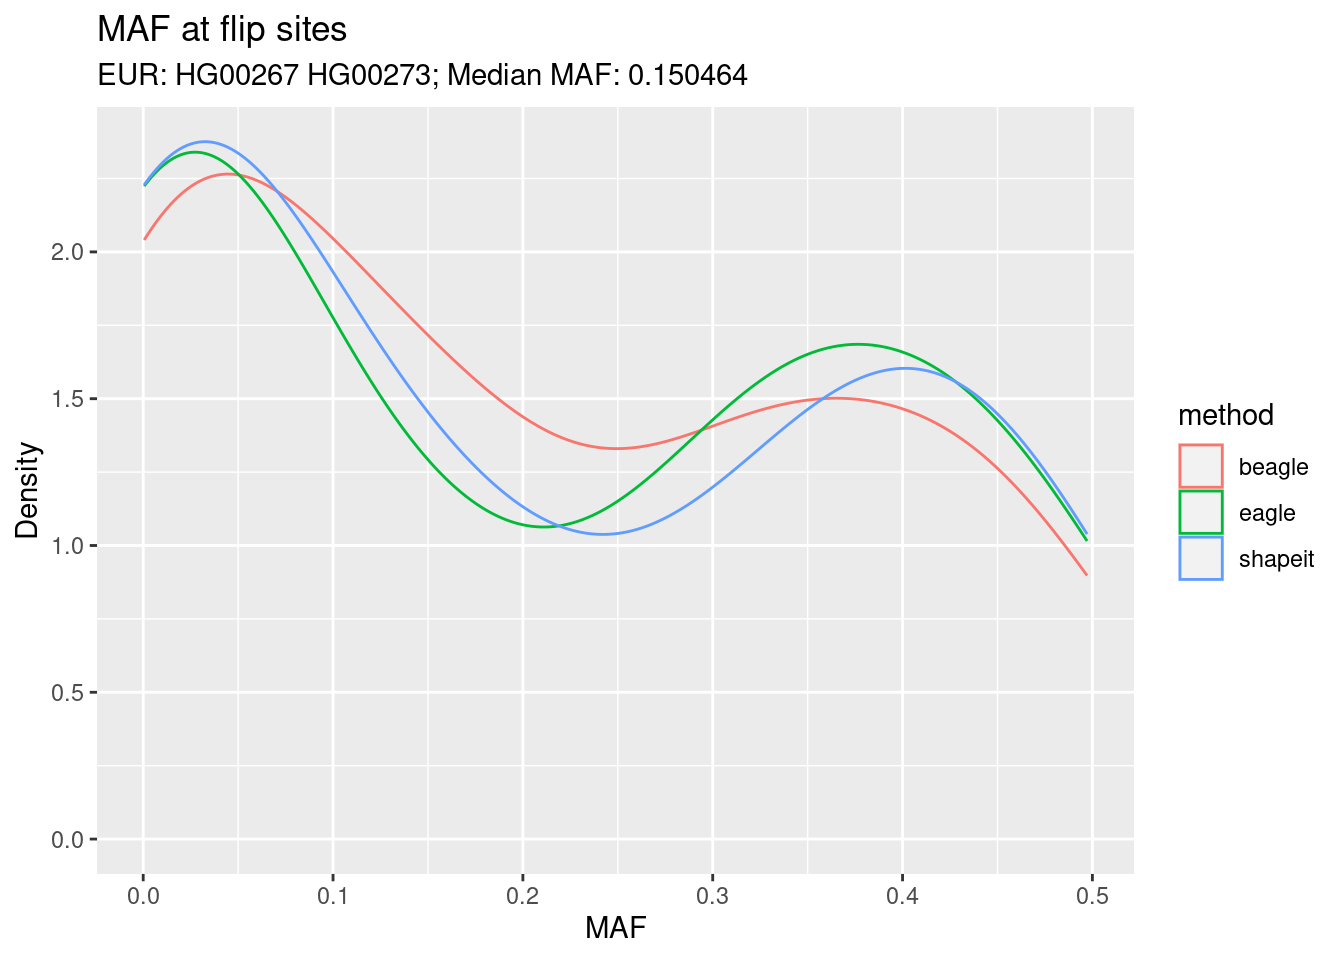 MAF at flip sites
EUR: HG00267 HG00273; Median MAF: 0.150464
Density
2.0
1.5
1.0
0.5
0.0
0.0 0.1 0.2 0.3 0.4 0.5
MAF
method
beagle
eagle
shapeit